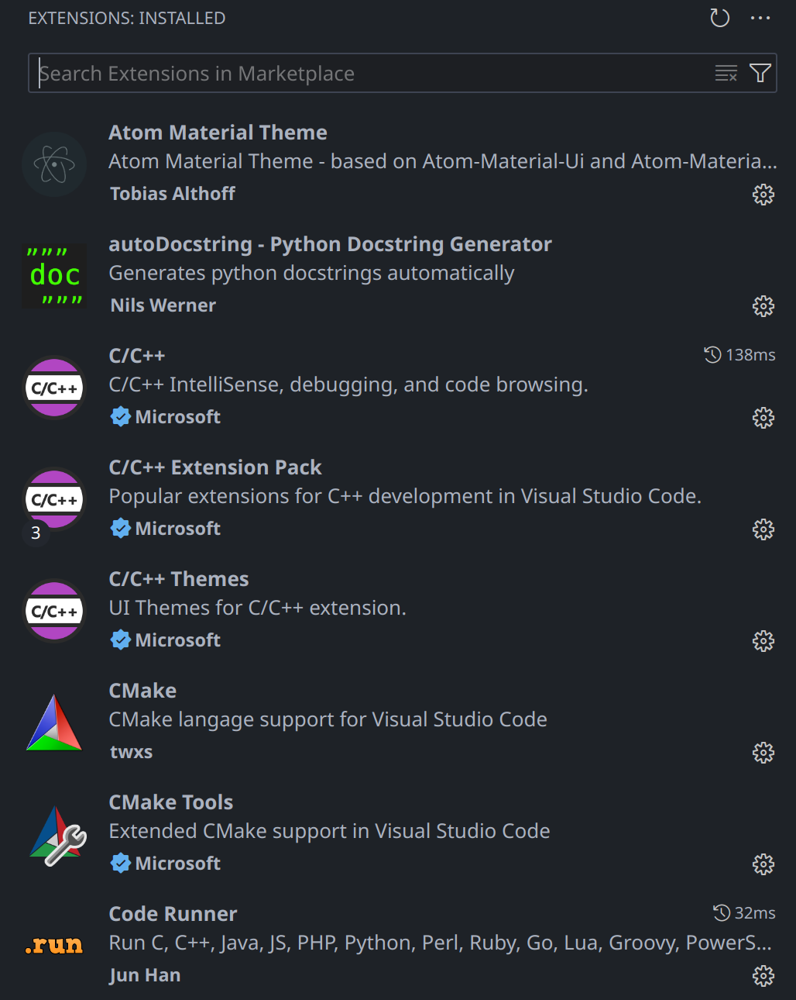 EXTENSIONS: INSTALLED
Search Extensions in Marketplace
Atom Material Theme
Atom Material Theme - based on Atom-Material-Ui and Atom-Materia...
Tobias Althoff
””” doc ”””
autoDocstring - Python Docstring Generator
Generates python docstrings automatically
Nils Werner
C/C++
C/C++ 138ms
C/C++ IntelliSense, debugging, and code browsing.
Microsoft
C/C++
3
C/C++ Extension Pack
Popular extensions for C++ development in Visual Studio Code.
Microsoft
C/C++
C/C++ Themes
UI Themes for C/C++ extension.
Microsoft
CMake
CMake langage support for Visual Studio Code
twxs
CMake Tools
Extended CMake support in Visual Studio Code
Microsoft
.run
Code Runner 32ms
Run C, C++, Java, JS, PHP, Python, Perl, Ruby, Go, Lua, Groovy, PowerS...
Jun Han